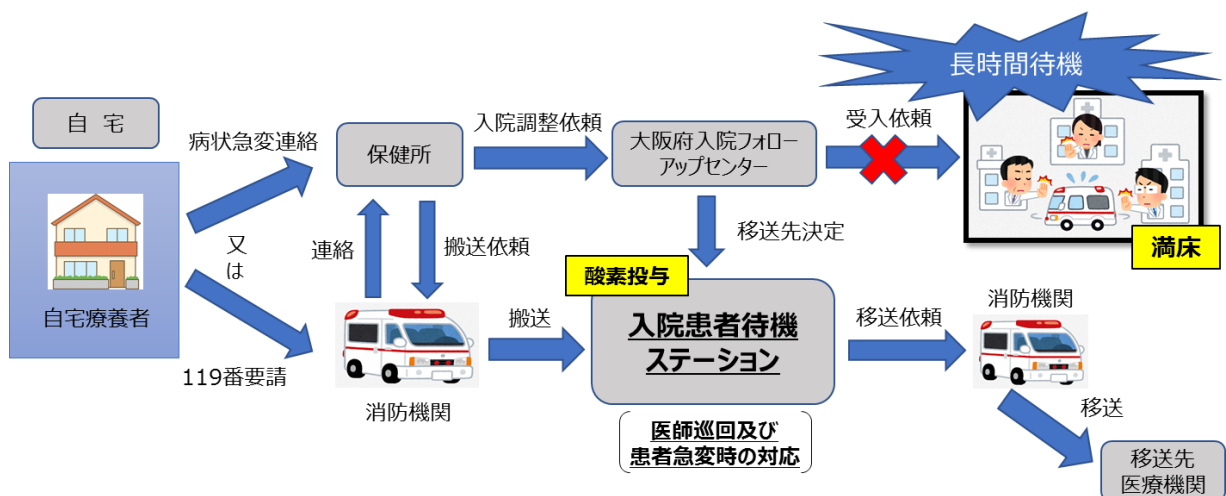 長時間待機
自 宅
病状急変連絡
保健所
入院調整依頼
大阪府入院フォロー
アップセンター
受入依頼
満床
又
は
連絡
搬送依頼
移送先決定
自宅療養者
酸素投与
119番要請
消防機関
搬送
入院患者待機
ステーション
移送依頼
消防機関
医師巡回及び
患者急変時の対応
移送
移送先
医療機関